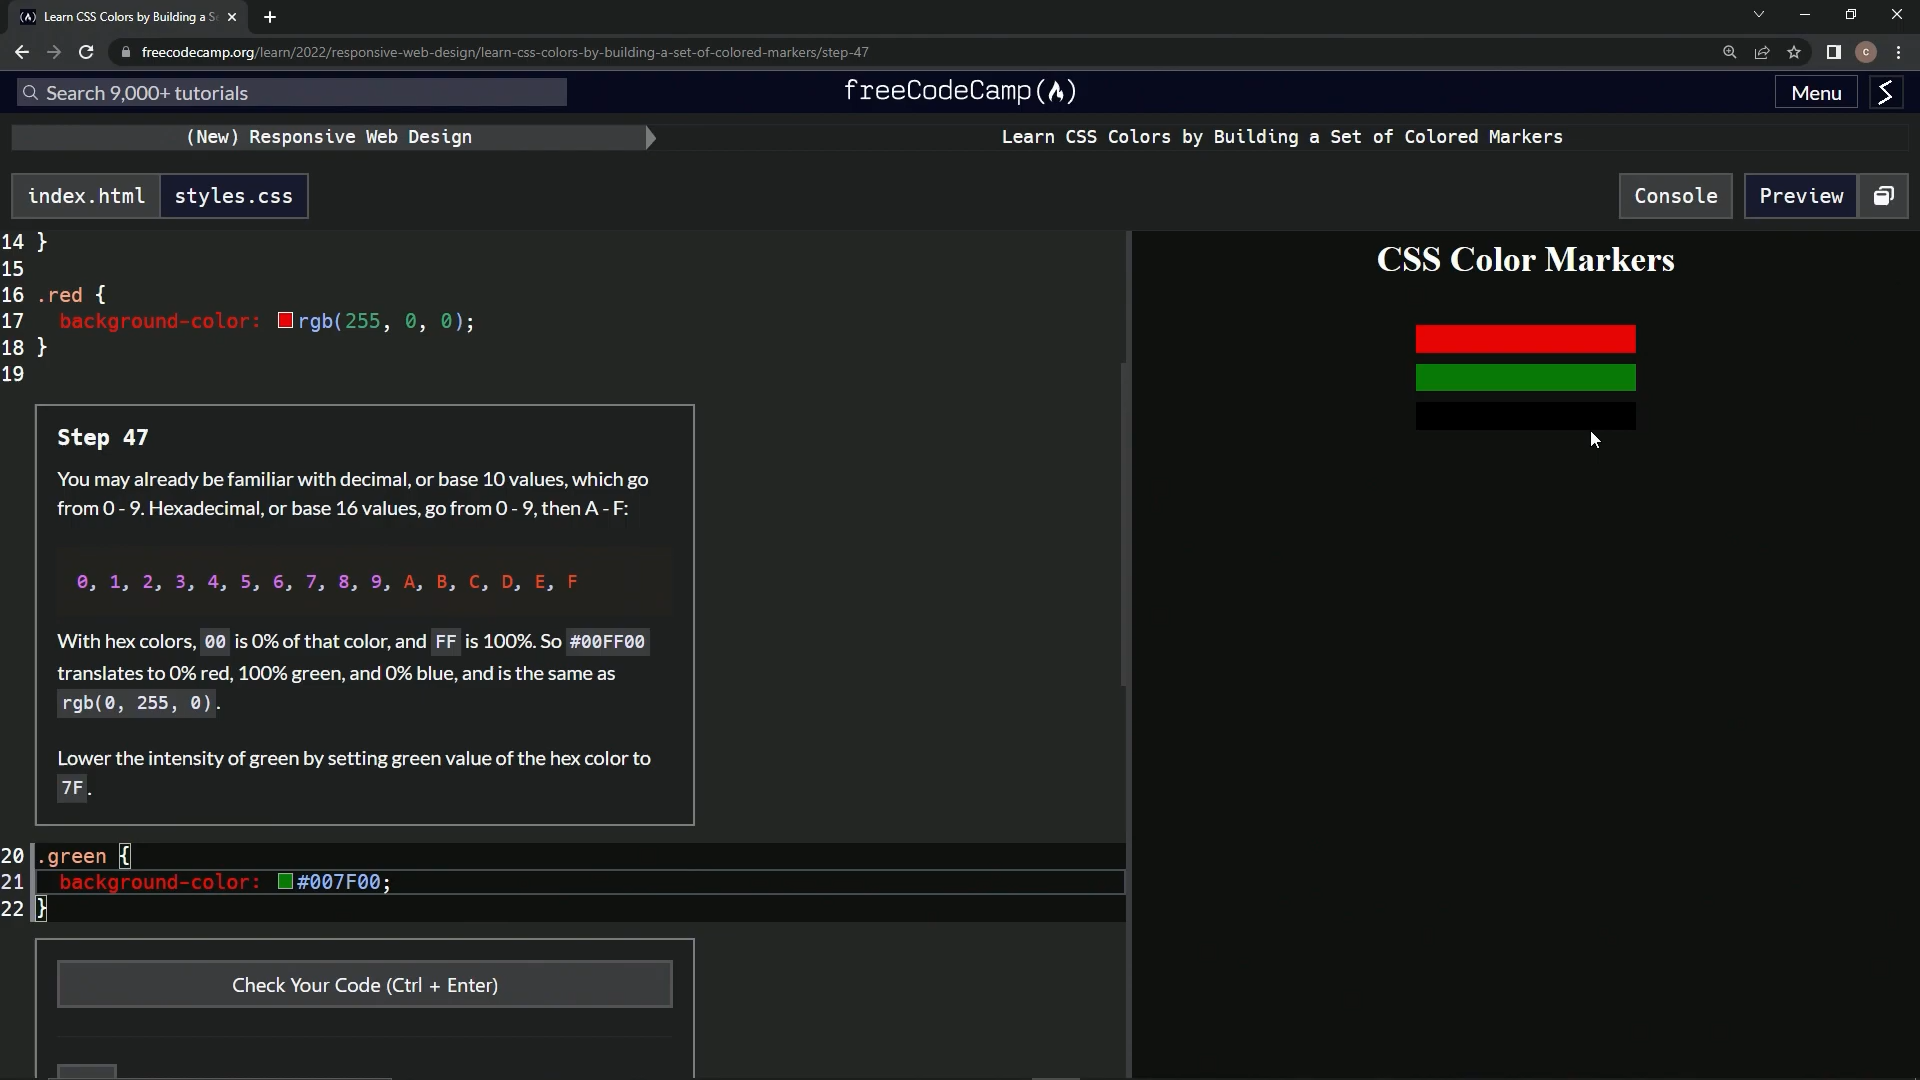 Learn CSS Colors by Building a S
freecodecamp.org/learn/2022/responsive-web-design/learn-css-colors-by-building-a-set-of-colored-markers/step-47
C
Search 9,000+ tutorials
freeCodeCamp
Menu
(New) Responsive Web Design
Learn CSS Colors by Building a Set of Colored Markers
index.html
styles.css
Console
Preview
14 }
15
16 .red {
17 background-color: rgb(255, 0, 0);
18 }
19
Step 47
You may already be familiar with decimal, or base 10 values, which go
from 0 - 9. Hexadecimal, or base 16 values, go from 0 - 9, then A - F:
0, 1, 2, 3, 4, 5, 6, 7, 8, 9, A, B, C, D, E, F
With hex colors, 00 is 0% of that color, and FF is 100%. So #00FF00
translates to 0% red, 100% green, and 0% blue, and is the same as
rgb(0, 255, 0).
Lower the intensity of green by setting green value of the hex color to
7F.
20 .green {
21 background-color: #007F00;
22 }
Check Your Code (Ctrl + Enter)
CSS Color Markers